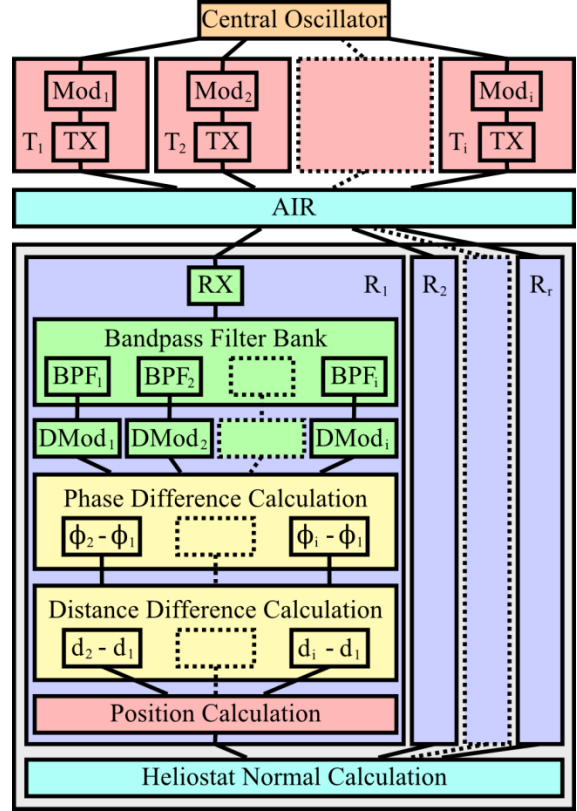 Central Oscillator
Mod₁ Mod₂ Modᵢ
T₁ TX T₂ TX Tᵢ TX
AIR
RX R₁ R₂ Rᵣ
Bandpass Filter Bank
BPF₁ BPF₂ BPFᵢ
DMod₁ DMod₂ DModᵢ
Phase Difference Calculation
ϕ₂ - ϕ₁ ϕᵢ - ϕ₁
Distance Difference Calculation
d₂ - d₁ dᵢ - d₁
Position Calculation
Heliostat Normal Calculation